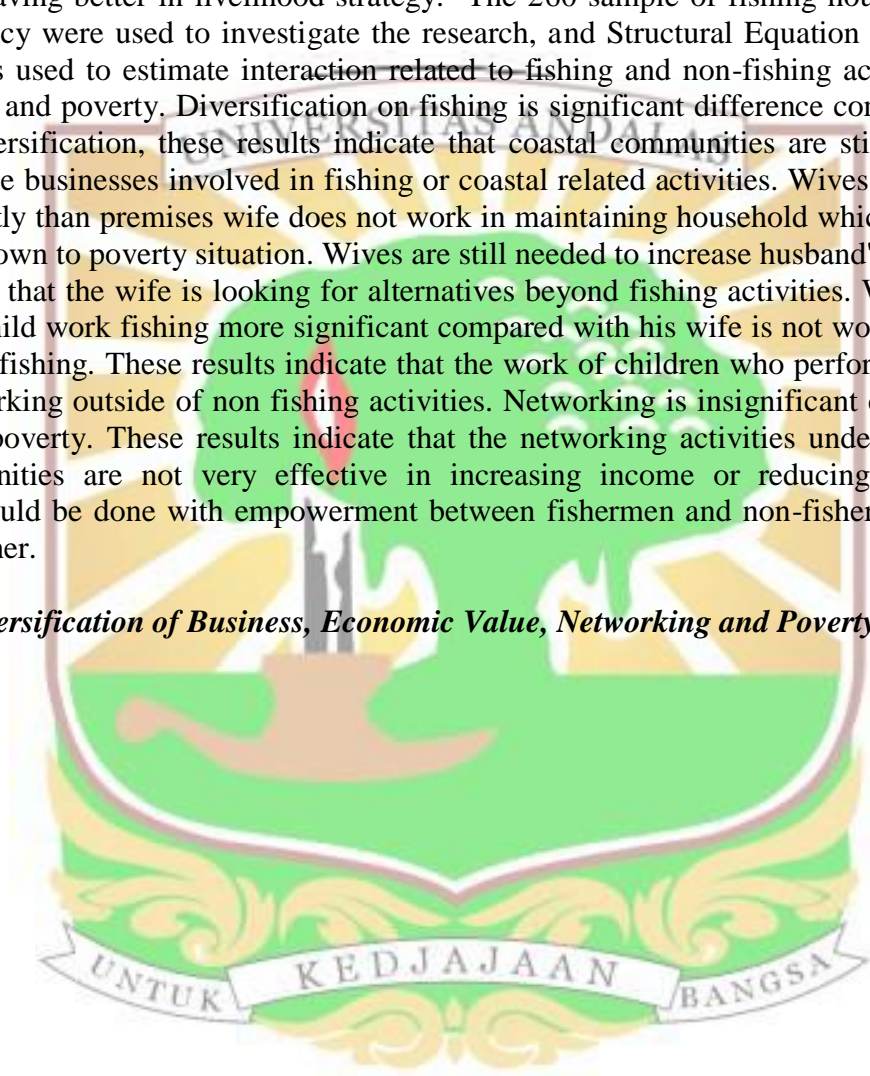 aving better in livelihood strategy." The 260 sample of fishing hou
cy were used to investigate the research, and Structural Equation
s used to estimate interaction related to fishing and non-fishing ac
and poverty. Diversification on fishing is significant difference con
UNIVERSITAS ANDALAS
ersification, these results indicate that coastal communities are sti
e businesses involved in fishing or coastal related activities. Wives
tly than premises wife does not work in maintaining household whic
own to poverty situation. Wives are still needed to increase husband'
that the wife is looking for alternatives beyond fishing activities. V
hild work fishing more significant compared with his wife is not wo
fishing. These results indicate that the work of children who perfor
rking outside of non fishing activities. Networking is insignificant
poverty. These results indicate that the networking activities unde
nities are not very effective in increasing income or reducing
uld be done with empowerment between fishermen and non-fisher
ner.
ersification of Business, Economic Value, Networking and Poverty
UNTUK KEDJAJAAN BANGSA